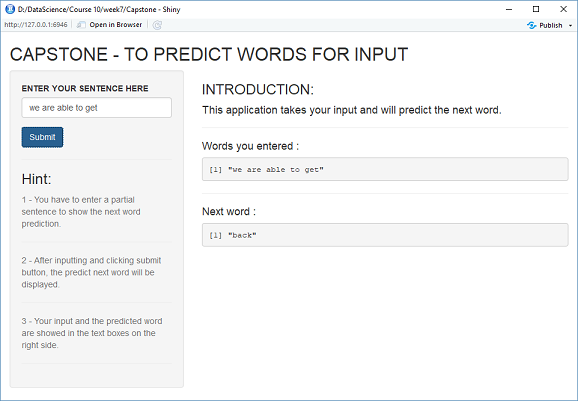 D:/DataScience/Course 10/week7/Capstone - Shiny
http://127.0.0.1:6946 Open in Browser Publish
CAPSTONE - TO PREDICT WORDS FOR INPUT
ENTER YOUR SENTENCE HERE
we are able to get
Submit
Hint:
1 - You have to enter a partial
sentence to show the next word
prediction.
2 - After inputting and clicking submit
button, the predict next word will be
displayed.
3 - Your input and the predicted word
are showed in the text boxes on the
right side.
INTRODUCTION:
This application takes your input and will predict the next word.
Words you entered :
[1] "we are able to get"
Next word :
[1] "back"